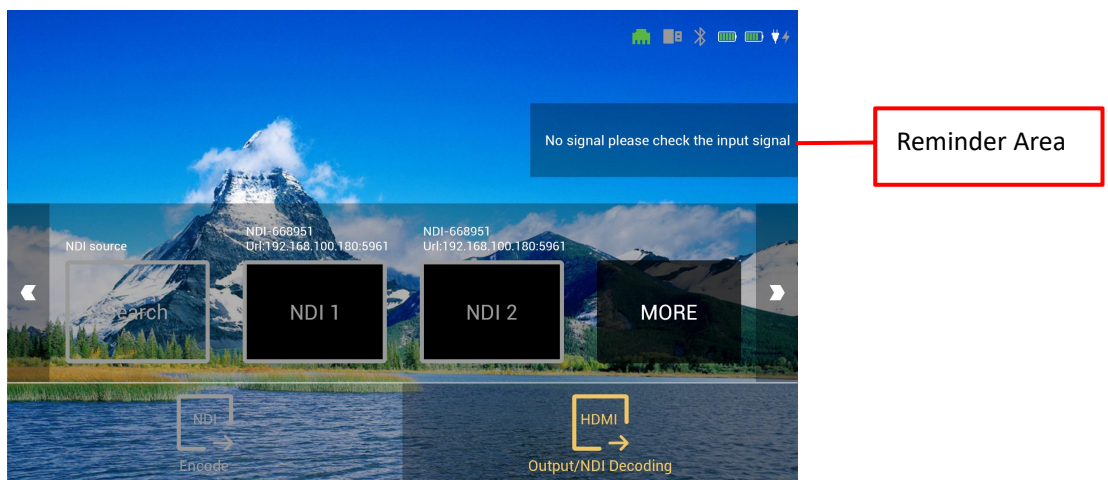 No signal please check the input signal
Reminder Area
NDI source
NDI-668951
Url:192.168.100.180:5961
NDI-668951
Url:192.168.100.180:5961
Search
NDI 1
NDI 2
MORE
NDI
Encode
HDMI
Output/NDI Decoding